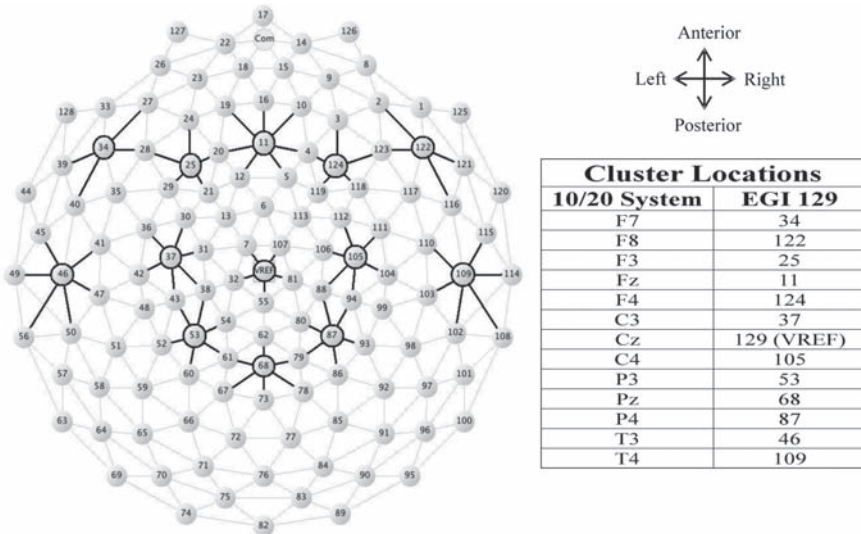 17
127 126
22 Com 14
26 18 15 8
23 9
27 19 16 10 2
128 33 1 125
24 3
34 11 122
39 28 25 20 4 124 123 121
12 5
44 35 29 21 119 118 117 120
40 6 116
30 13 113 112
45 36 111 115
41 31 7 107 106 110
37 105
49 46 42 VREF 104 109 114
32 81
47 43 38 88 94 103
48 55 99
54 80
56 50 53 62 87 102 108
51 52 93 98
61 79
57 60 68 86 101
58 59 67 78 92 97
73
63 66 85 100
64 65 91 96
72 77
71 84
69 70 76 90 95
75 83
74 89
82
Anterior
Left Right
Posterior
Cluster Locations
10/20 System EGI 129
F7 34
F8 122
F3 25
Fz 11
F4 124
C3 37
Cz 129 (VREF)
C4 105
P3 53
Pz 68
P4 87
T3 46
T4 109